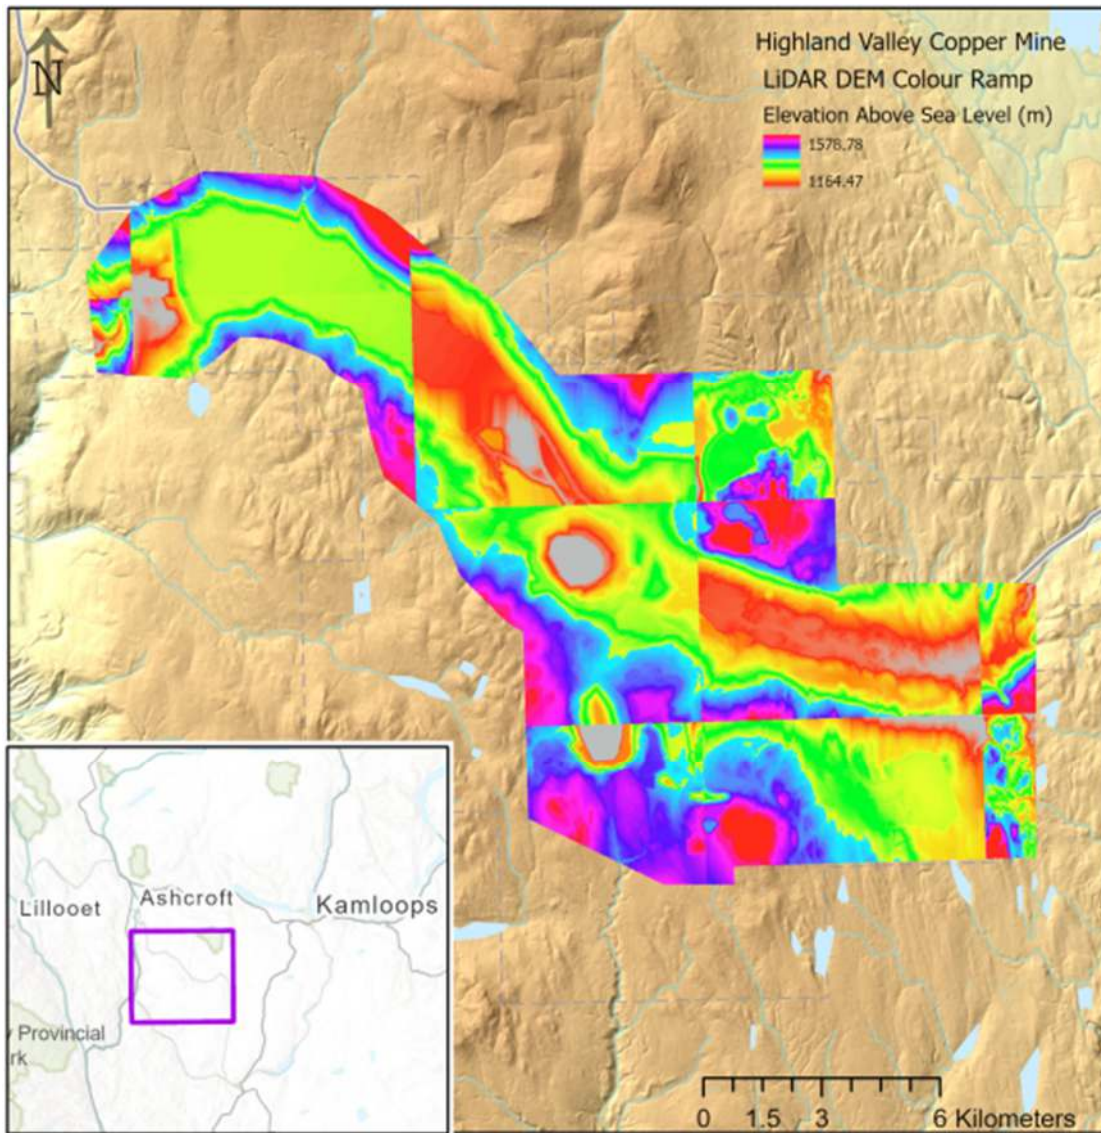 N
Highland Valley Copper Mine
LiDAR DEM Colour Ramp
Elevation Above Sea Level (m)
1578.78
1164.47
Lillooet
Ashcroft
Kamloops
y Provincial
rk
0 1.5 3 6 Kilometers